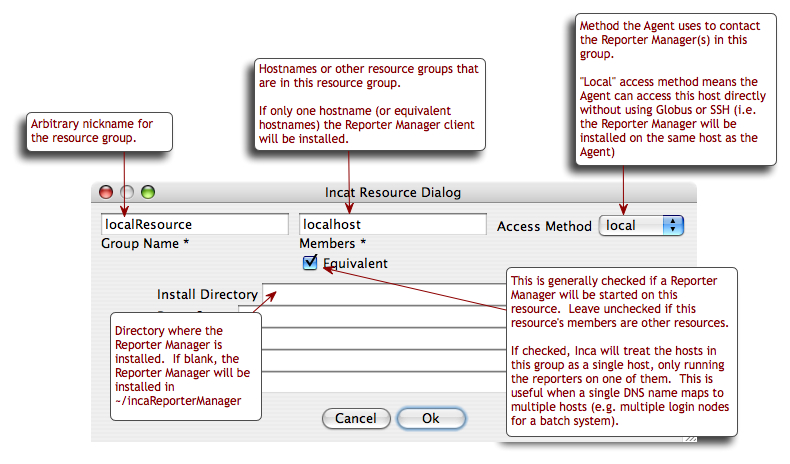 Method the Agent uses to contact
the Reporter Manager(s) in this
group.
"Local" access method means the
Agent can access this host directly
without using Globus or SSH (i.e.
the Reporter Manager will be
installed on the same host as the
Agent)
Hostnames or other resource groups that
are in this resource group.
If only one hostname (or equivalent
hostnames) the Reporter Manager client
will be installed.
Arbitrary nickname for
the resource group.
Incat Resource Dialog
localResource
localhost
Access Method
local
Group Name *
Members *
Equivalent
Install Directory
This is generally checked if a Reporter
Manager will be started on this
resource. Leave unchecked if this
resource's members are other resources.
If checked, Inca will treat the hosts in
this group as a single host, only running
the reporters on one of them. This is
useful when a single DNS name maps to
multiple hosts (e.g. multiple login nodes
for a batch system).
Directory where the
Reporter Manager is
installed. If blank, the
Reporter Manager will be
installed in
~/incaReporterManager
Cancel
Ok